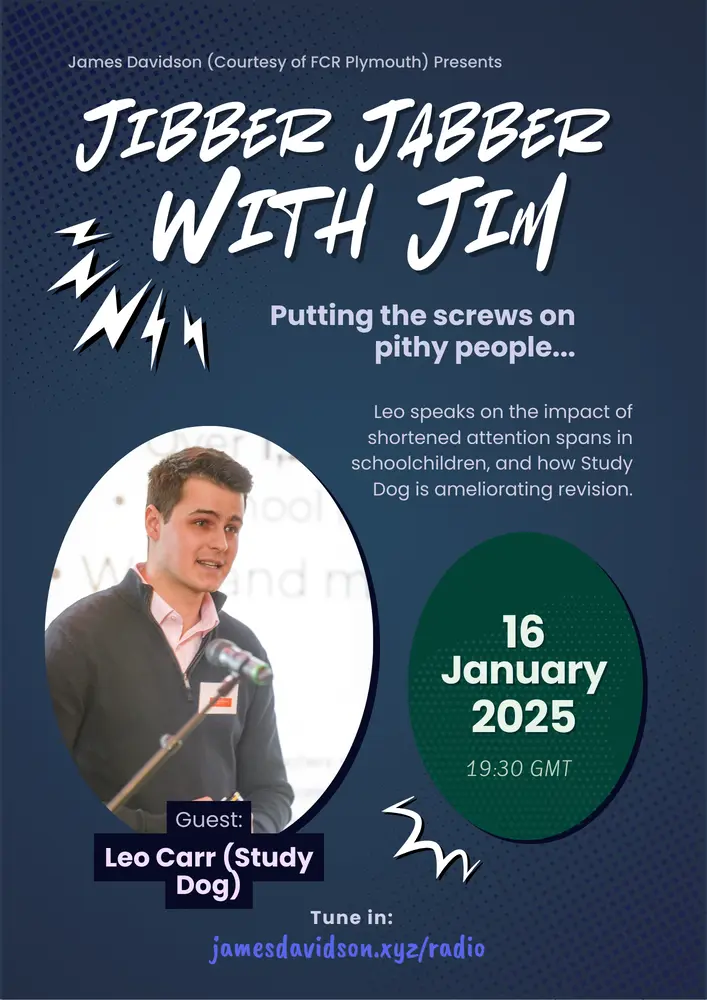 James Davidson (Courtesy of FCR Plymouth) Presents
JIBBER JABBER
WITH JIM
Putting the screws on
pithy people...
Leo speaks on the impact of
shortened attention spans in
schoolchildren, and how Study
Dog is ameliorating revision.
Over
16
January
2025
19:30 GMT
Guest:
Leo Carr (Study
Dog)
Tune in:
jamesdavidson.xyz/radio